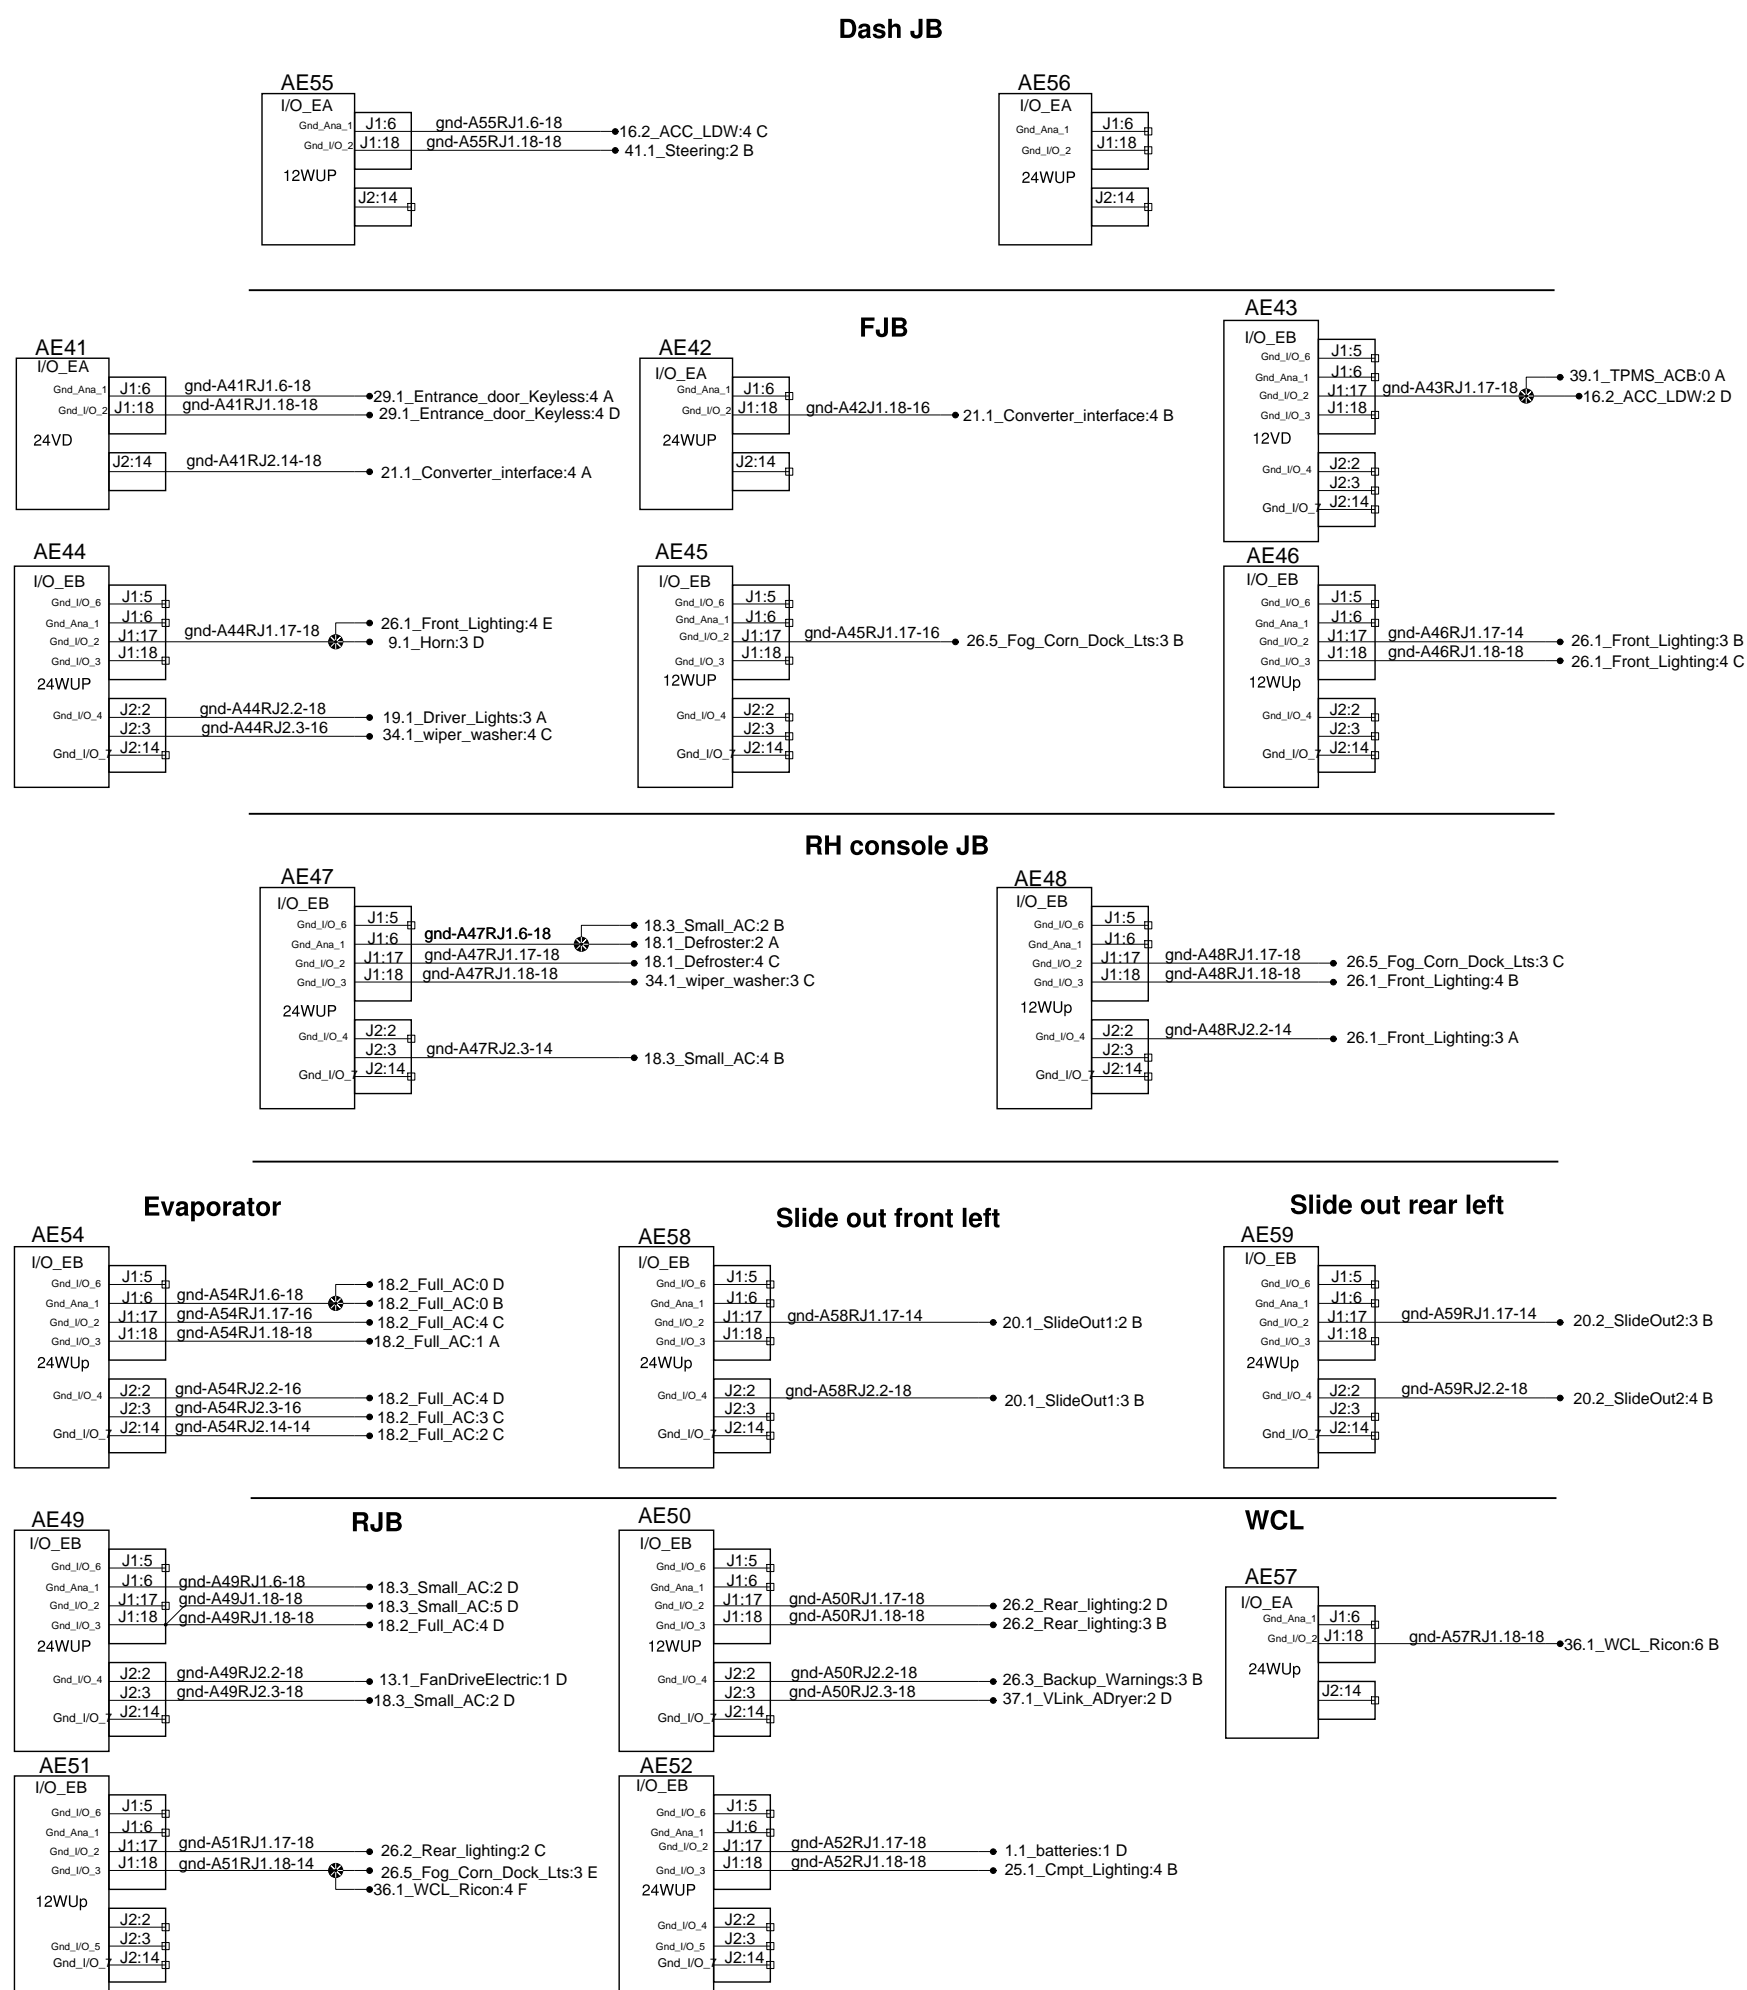 Dash JB
AE55
I/O_EA
Gnd_Ana_1 J1:6 gnd-A55RJ1.6-18 16.2_ACC_LDW:4 C
Gnd_I/O_2 J1:18 gnd-A55RJ1.18-18 41.1_Steering:2 B
12WUP
J2:14
AE56
I/O_EA
Gnd_Ana_1 J1:6
Gnd_I/O_2 J1:18
24WUP
J2:14
FJB
AE41
I/O_EA
Gnd_Ana_1 J1:6 gnd-A41RJ1.6-18 29.1_Entrance_door_Keyless:4 A
Gnd_I/O_2 J1:18 gnd-A41RJ1.18-18 29.1_Entrance_door_Keyless:4 D
24VD
J2:14 gnd-A41RJ2.14-18 21.1_Converter_interface:4 A
AE42
I/O_EA
Gnd_Ana_1 J1:6
Gnd_I/O_2 J1:18 gnd-A42J1.18-16 21.1_Converter_interface:4 B
24WUP
J2:14
AE43
I/O_EB
Gnd_I/O_6 J1:5
Gnd_Ana_1 J1:6 39.1_TPMS_ACB:0 A
Gnd_I/O_2 J1:17 gnd-A43RJ1.17-18 16.2_ACC_LDW:2 D
Gnd_I/O_3 J1:18
12VD
Gnd_I/O_4 J2:2
J2:3
Gnd_I/O_7 J2:14
AE44
I/O_EB
Gnd_I/O_6 J1:5
Gnd_Ana_1 J1:6 26.1_Front_Lighting:4 E
Gnd_I/O_2 J1:17 gnd-A44RJ1.17-18 9.1_Horn:3 D
Gnd_I/O_3 J1:18
24WUP
Gnd_I/O_4 J2:2 gnd-A44RJ2.2-18 19.1_Driver_Lights:3 A
J2:3 gnd-A44RJ2.3-16 34.1_wiper_washer:4 C
Gnd_I/O_7 J2:14
AE45
I/O_EB
Gnd_I/O_6 J1:5
Gnd_Ana_1 J1:6
Gnd_I/O_2 J1:17 gnd-A45RJ1.17-16 26.5_Fog_Corn_Dock_Lts:3 B
Gnd_I/O_3 J1:18
12WUP
Gnd_I/O_4 J2:2
J2:3
Gnd_I/O_7 J2:14
AE46
I/O_EB
Gnd_I/O_6 J1:5
Gnd_Ana_1 J1:6
Gnd_I/O_2 J1:17 gnd-A46RJ1.17-14 26.1_Front_Lighting:3 B
Gnd_I/O_3 J1:18 gnd-A46RJ1.18-18 26.1_Front_Lighting:4 C
12WUp
Gnd_I/O_4 J2:2
J2:3
Gnd_I/O_7 J2:14
RH console JB
AE47
I/O_EB
Gnd_I/O_6 J1:5 18.3_Small_AC:2 B
Gnd_Ana_1 J1:6 gnd-A47RJ1.6-18 18.1_Defroster:2 A
Gnd_I/O_2 J1:17 gnd-A47RJ1.17-18 18.1_Defroster:4 C
Gnd_I/O_3 J1:18 gnd-A47RJ1.18-18 34.1_wiper_washer:3 C
24WUP
Gnd_I/O_4 J2:2
J2:3 gnd-A47RJ2.3-14 18.3_Small_AC:4 B
Gnd_I/O_7 J2:14
AE48
I/O_EB
Gnd_I/O_6 J1:5
Gnd_Ana_1 J1:6
Gnd_I/O_2 J1:17 gnd-A48RJ1.17-18 26.5_Fog_Corn_Dock_Lts:3 C
Gnd_I/O_3 J1:18 gnd-A48RJ1.18-18 26.1_Front_Lighting:4 B
12WUp
Gnd_I/O_4 J2:2 gnd-A48RJ2.2-14 26.1_Front_Lighting:3 A
J2:3
Gnd_I/O_7 J2:14
Evaporator
AE54
I/O_EB
Gnd_I/O_6 J1:5 18.2_Full_AC:0 D
Gnd_Ana_1 J1:6 gnd-A54RJ1.6-18 18.2_Full_AC:0 B
Gnd_I/O_2 J1:17 gnd-A54RJ1.17-16 18.2_Full_AC:4 C
Gnd_I/O_3 J1:18 gnd-A54RJ1.18-18 18.2_Full_AC:1 A
24WUp
Gnd_I/O_4 J2:2 gnd-A54RJ2.2-16 18.2_Full_AC:4 D
J2:3 gnd-A54RJ2.3-16 18.2_Full_AC:3 C
Gnd_I/O_7 J2:14 gnd-A54RJ2.14-14 18.2_Full_AC:2 C
Slide out front left
AE58
I/O_EB
Gnd_I/O_6 J1:5
Gnd_Ana_1 J1:6
Gnd_I/O_2 J1:17 gnd-A58RJ1.17-14 20.1_SlideOut1:2 B
Gnd_I/O_3 J1:18
24WUp
Gnd_I/O_4 J2:2 gnd-A58RJ2.2-18 20.1_SlideOut1:3 B
J2:3
Gnd_I/O_7 J2:14
Slide out rear left
AE59
I/O_EB
Gnd_I/O_6 J1:5
Gnd_Ana_1 J1:6
Gnd_I/O_2 J1:17 gnd-A59RJ1.17-14 20.2_SlideOut2:3 B
Gnd_I/O_3 J1:18
24WUp
Gnd_I/O_4 J2:2 gnd-A59RJ2.2-18 20.2_SlideOut2:4 B
J2:3
Gnd_I/O_7 J2:14
RJB
AE49
I/O_EB
Gnd_I/O_6 J1:5
Gnd_Ana_1 J1:6 gnd-A49RJ1.6-18 18.3_Small_AC:2 D
Gnd_I/O_2 J1:17 gnd-A49J1.18-18 18.3_Small_AC:5 D
Gnd_I/O_3 J1:18 gnd-A49RJ1.18-18 18.2_Full_AC:4 D
24WUP
Gnd_I/O_4 J2:2 gnd-A49RJ2.2-18 13.1_FanDriveElectric:1 D
J2:3 gnd-A49RJ2.3-18 18.3_Small_AC:2 D
Gnd_I/O_7 J2:14
AE50
I/O_EB
Gnd_I/O_6 J1:5
Gnd_Ana_1 J1:6
Gnd_I/O_2 J1:17 gnd-A50RJ1.17-18 26.2_Rear_lighting:2 D
Gnd_I/O_3 J1:18 gnd-A50RJ1.18-18 26.2_Rear_lighting:3 B
12WUP
Gnd_I/O_4 J2:2 gnd-A50RJ2.2-18 26.3_Backup_Warnings:3 B
J2:3 gnd-A50RJ2.3-18 37.1_VLink_ADryer:2 D
Gnd_I/O_7 J2:14
WCL
AE57
I/O_EA
Gnd_Ana_1 J1:6
Gnd_I/O_2 J1:18 gnd-A57RJ1.18-18 36.1_WCL_Ricon:6 B
24WUp
J2:14
AE51
I/O_EB
Gnd_I/O_6 J1:5
Gnd_Ana_1 J1:6
Gnd_I/O_2 J1:17 gnd-A51RJ1.17-18 26.2_Rear_lighting:2 C
Gnd_I/O_3 J1:18 gnd-A51RJ1.18-14 26.5_Fog_Corn_Dock_Lts:3 E
36.1_WCL_Ricon:4 F
12WUp
J2:2
Gnd_I/O_5 J2:3
Gnd_I/O_7 J2:14
AE52
I/O_EB
Gnd_I/O_6 J1:5
Gnd_Ana_1 J1:6
Gnd_I/O_2 J1:17 gnd-A52RJ1.17-18 1.1_batteries:1 D
Gnd_I/O_3 J1:18 gnd-A52RJ1.18-18 25.1_Cmpt_Lighting:4 B
24WUP
Gnd_I/O_4 J2:2
Gnd_I/O_5 J2:3
Gnd_I/O_7 J2:14